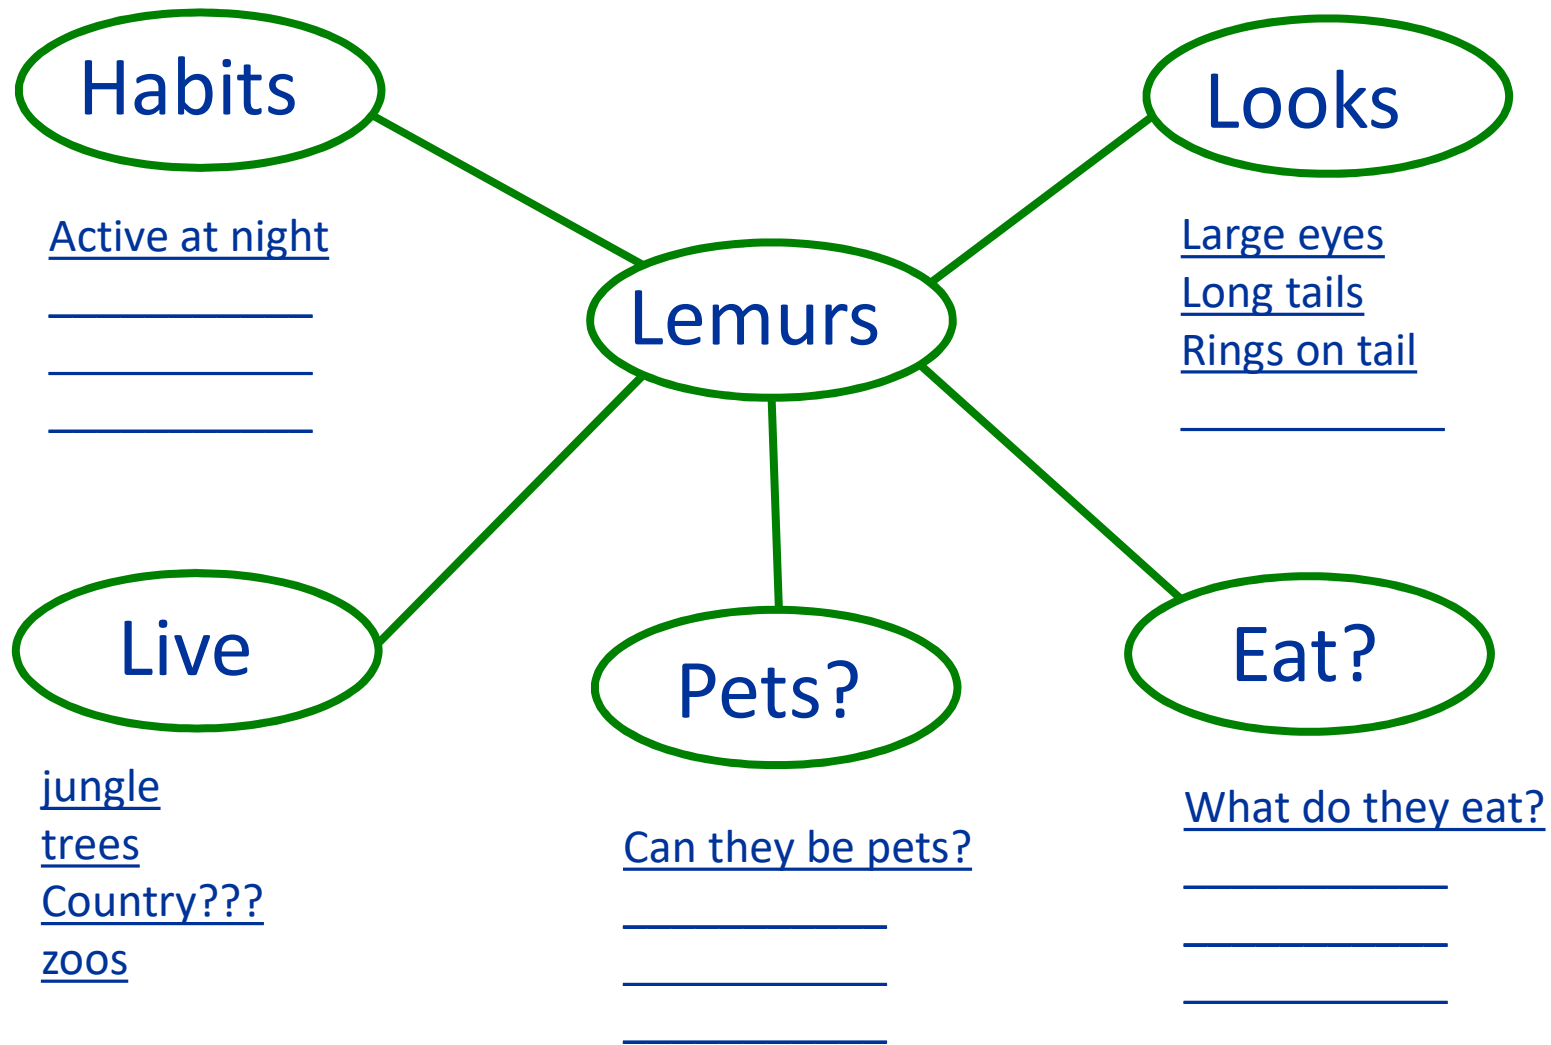 Habits
Active at night
Looks
Large eyes
Long tails
Rings on tail
Lemurs
Live
jungle
trees
Country???
zoos
Pets?
Can they be pets?
Eat?
What do they eat?